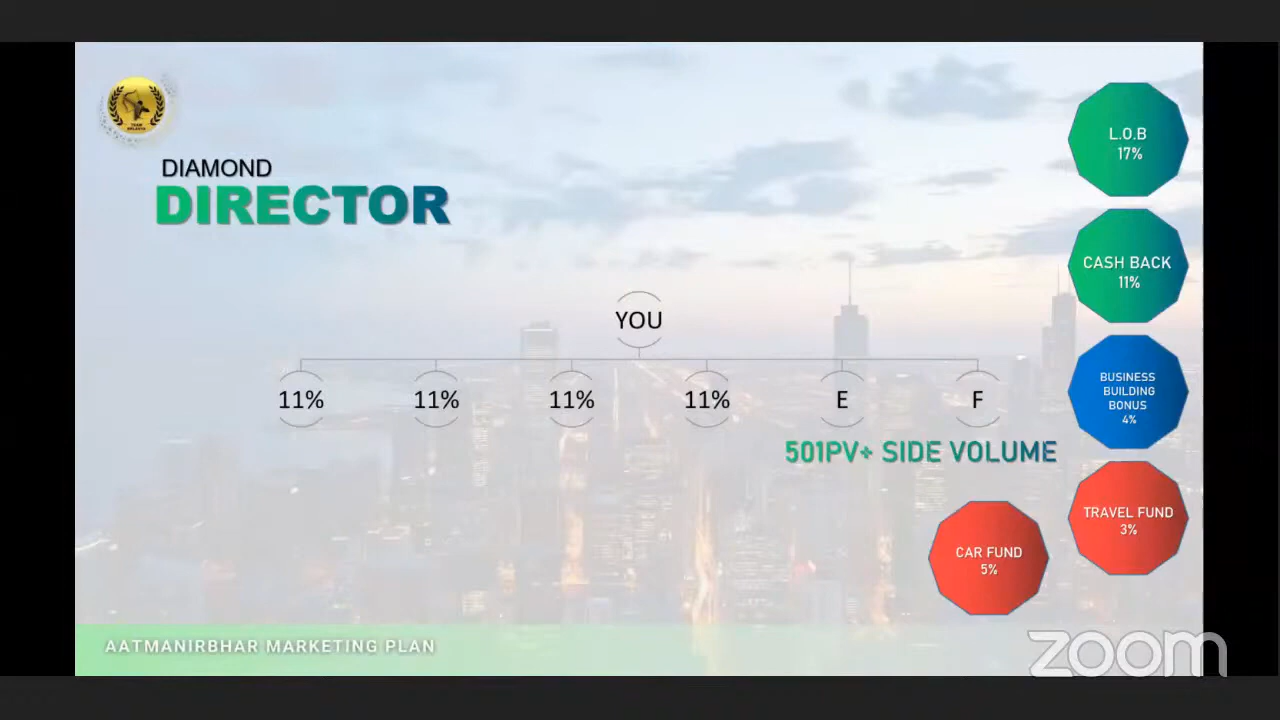 DIAMOND
DIRECTOR
YOU
11%
11%
11%
11%
E
F
501PV+ SIDE VOLUME
L.O.B
17%
CASH BACK
11%
BUSINESS
BUILDING
BONUS
4%
TRAVEL FUND
3%
CAR FUND
5%
AATMANIRBHAR MARKETING PLAN
zoom